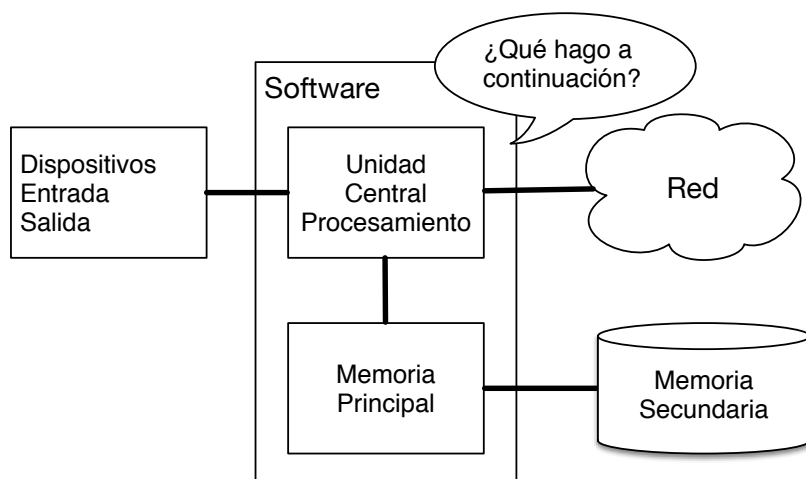 ¿Qué hago a
continuación?
Software
Dispositivos
Entrada
Salida
Unidad
Central
Procesamiento
Red
Memoria
Principal
Memoria
Secundaria